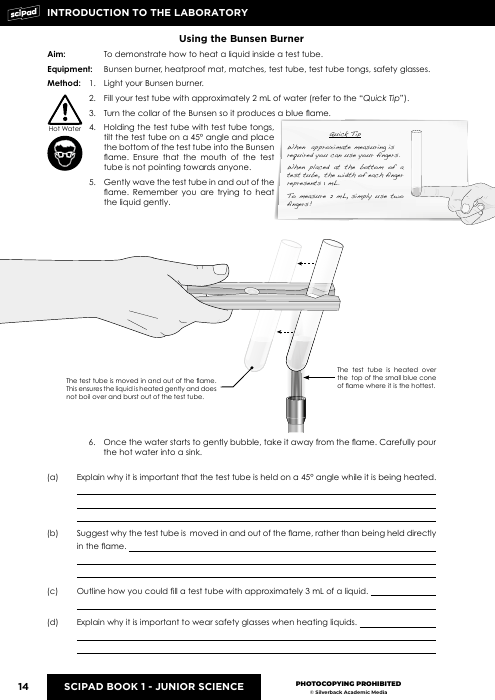 scipad INTRODUCTION TO THE LABORATORY
Using the Bunsen Burner
Aim: To demonstrate how to heat a liquid inside a test tube.
Equipment: Bunsen burner, heatproof mat, matches, test tube, test tube tongs, safety glasses.
Method: 1. Light your Bunsen burner.
2. Fill your test tube with approximately 2 mL of water (refer to the "Quick Tip").
3. Turn the collar of the Bunsen so it produces a blue flame.
Hot Water
4. Holding the test tube with test tube tongs,
tilt the test tube on a 45° angle and place
the bottom of the test tube into the Bunsen
flame. Ensure that the mouth of the test
tube is not pointing towards anyone.
5. Gently wave the test tube in and out of the
flame. Remember you are trying to heat
the liquid gently.
Quick Tip
When approximate measuring is
required you can use your fingers.
When placed at the bottom of a
test tube, the width of each finger
represents 1 mL.
To measure 2 mL, simply use two
fingers!
The test tube is moved in and out of the flame.
This ensures the liquid is heated gently and does
not boil over and burst out of the test tube.
The test tube is heated over
the top of the small blue cone
of flame where it is the hottest.
6. Once the water starts to gently bubble, take it away from the flame. Carefully pour
the hot water into a sink.
(a) Explain why it is important that the test tube is held on a 45° angle while it is being heated.
(b) Suggest why the test tube is moved in and out of the flame, rather than being held directly
in the flame.
(c) Outline how you could fill a test tube with approximately 3 mL of a liquid.
(d) Explain why it is important to wear safety glasses when heating liquids.
14 SCIPAD BOOK 1 - JUNIOR SCIENCE
PHOTOCOPYING PROHIBITED
© Silverback Academic Media